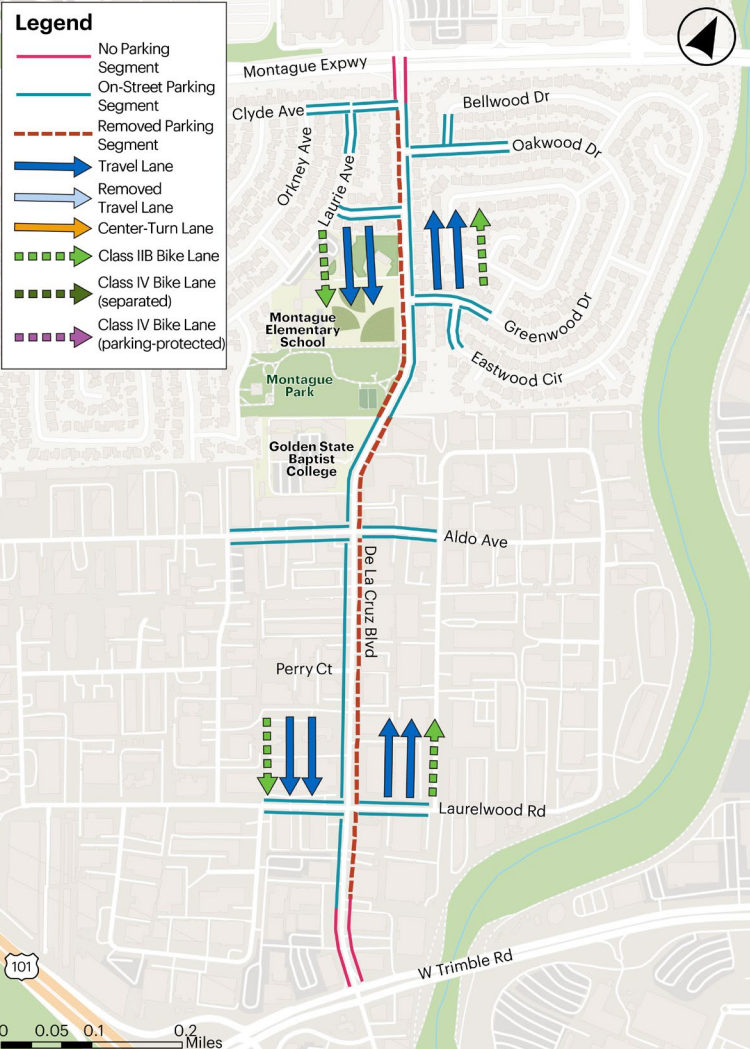 Legend
No Parking
Segment
On-Street Parking
Segment
Removed Parking
Segment
Travel Lane
Removed
Travel Lane
Center-Turn Lane
Class IIB Bike Lane
Class IV Bike Lane
(separated)
Class IV Bike Lane
(parking-protected)
Montague Expwy
Clyde Ave
Bellwood Dr
Oakwood Dr
Orkney Ave
Laurie Ave
Montague
Elementary
School
Greenwood Dr
Eastwood Cir
Montague
Park
Golden State
Baptist
College
Aldo Ave
De La Cruz Blvd
Perry Ct
Laurelwood Rd
W Trimble Rd
101
0 0.05 0.1 0.2
Miles